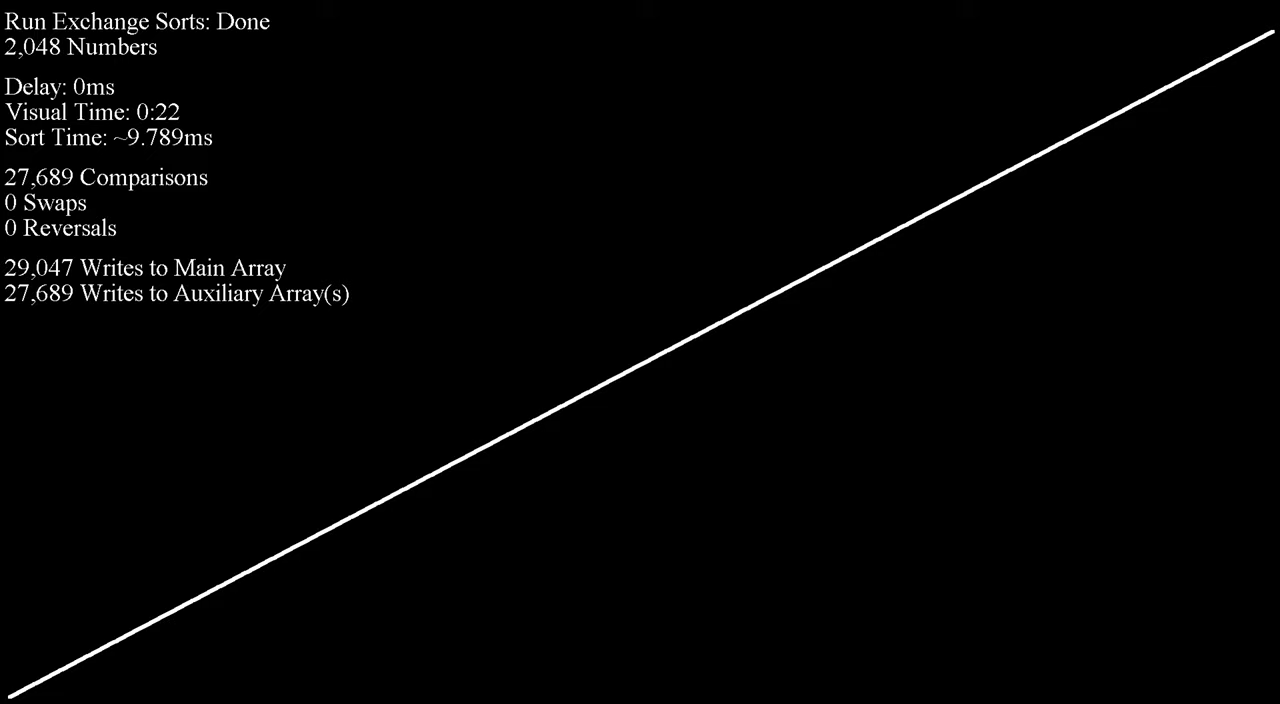 Run Exchange Sorts: Done
2,048 Numbers
Delay: 0ms
Visual Time: 0:22
Sort Time: ~9.789ms
27,689 Comparisons
0 Swaps
0 Reversals
29,047 Writes to Main Array
27,689 Writes to Auxiliary Array(s)